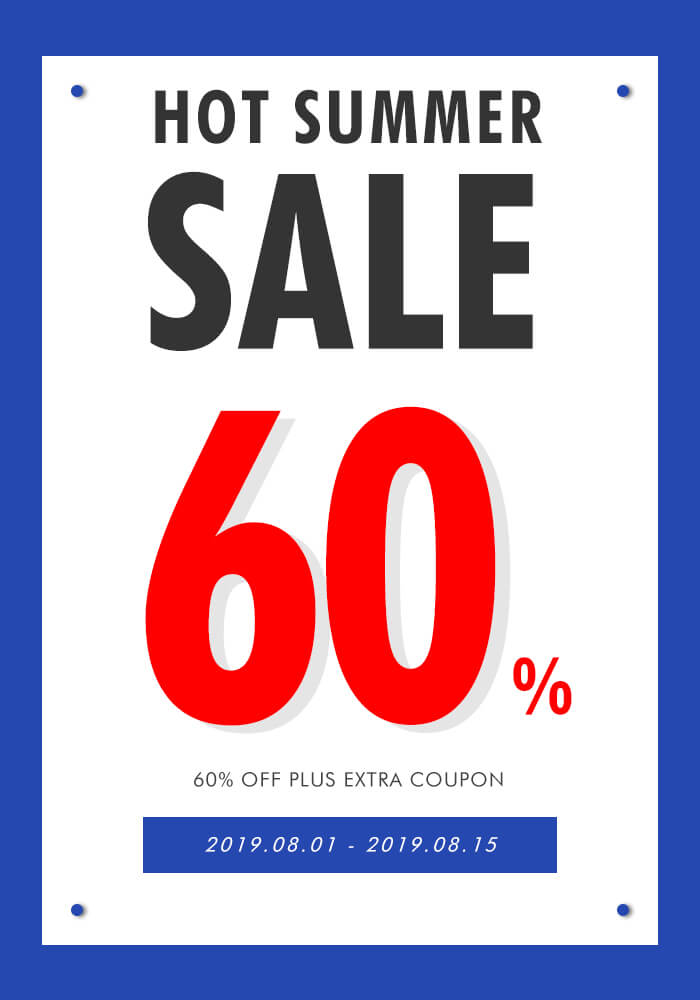 HOT SUMMER
SALE
60%
60% OFF PLUS EXTRA COUPON
2019.08.01 - 2019.08.15